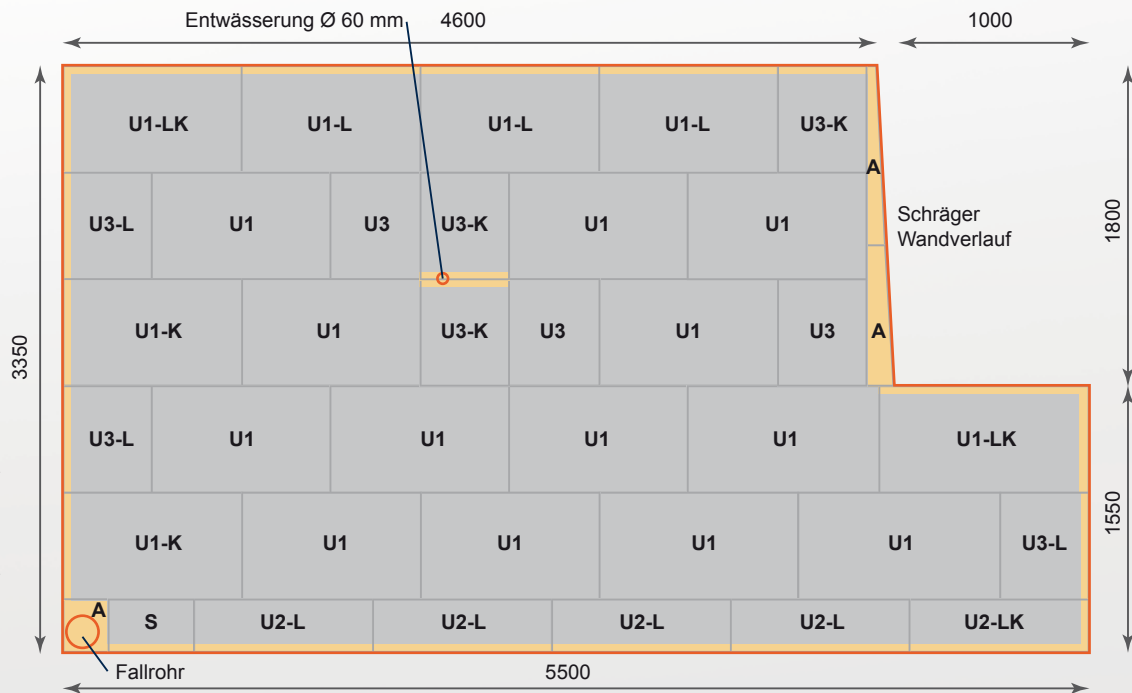 Entwässerung Ø 60 mm 4600 1000
U1-LK U1-L U1-L U1-L U3-K
A
U3-L U1 U3 U3-K U1 U1
Schräger
Wandverlauf
1800
3350
U1-K U1 U3-K U3 U1 U3 A
U3-L U1 U1 U1 U1 U1-LK
1550
U1-K U1 U1 U1 U1 U3-L
A S U2-L U2-L U2-L U2-L U2-LK
Fallrohr 5500